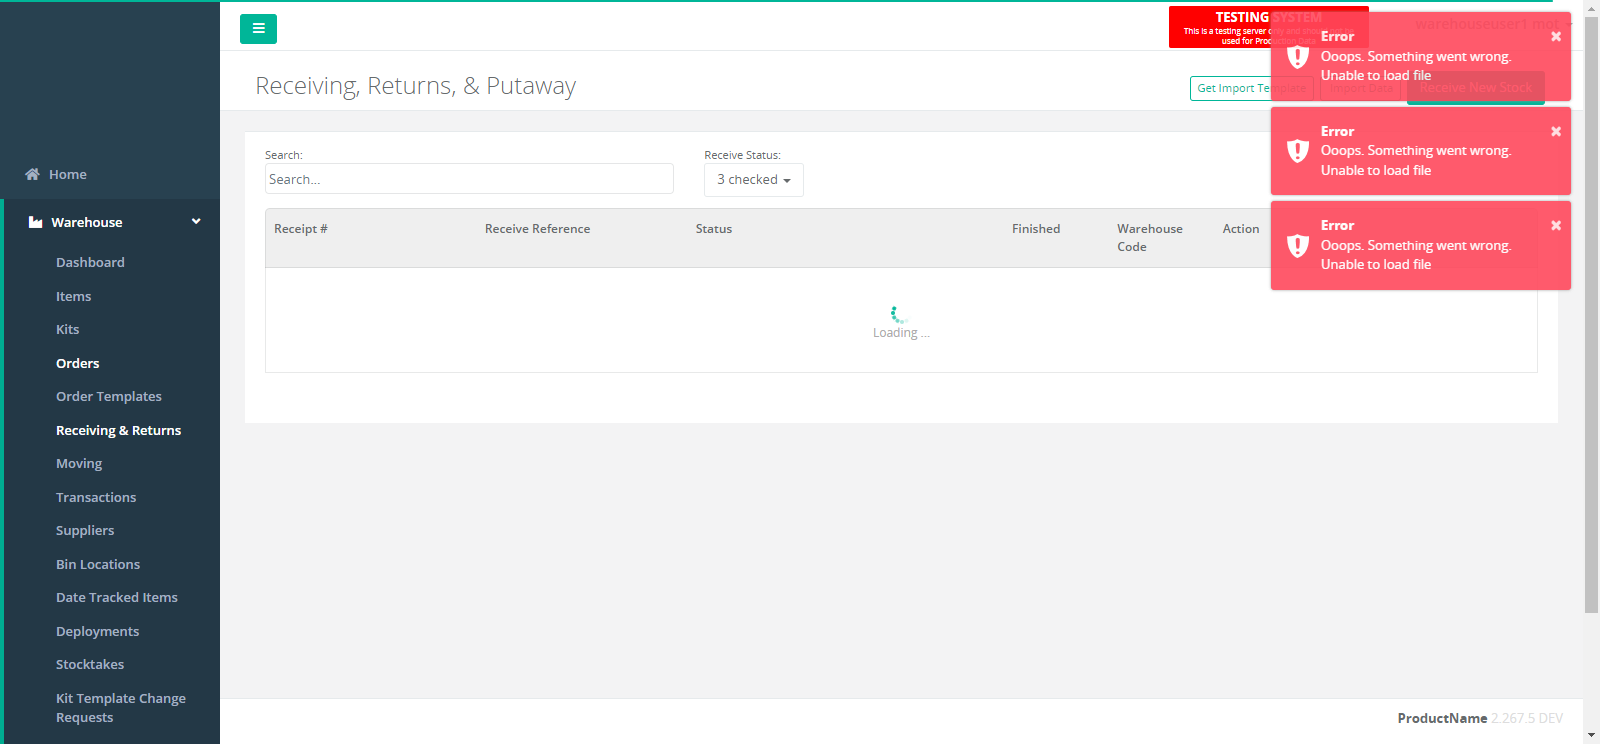 TESTING SYSTEM
This is a testing server only and
used for Production Data
warehouseuser1 mot
Home
Warehouse
Dashboard
Items
Kits
Orders
Order Templates
Receiving & Returns
Moving
Transactions
Suppliers
Bin Locations
Date Tracked Items
Deployments
Stocktakes
Kit Template Change
Requests
Receiving, Returns, & Putaway
Get Import Template
Import Data
Receive New Stock
Error
Ooops. Something went wrong.
Unable to load file
Error
Ooops. Something went wrong.
Unable to load file
Error
Ooops. Something went wrong.
Unable to load file
Search:
Search...
Receive Status:
3 checked
Receipt #
Receive Reference
Status
Finished
Warehouse
Code
Action
Loading ...
ProductName 2.267.5 DEV